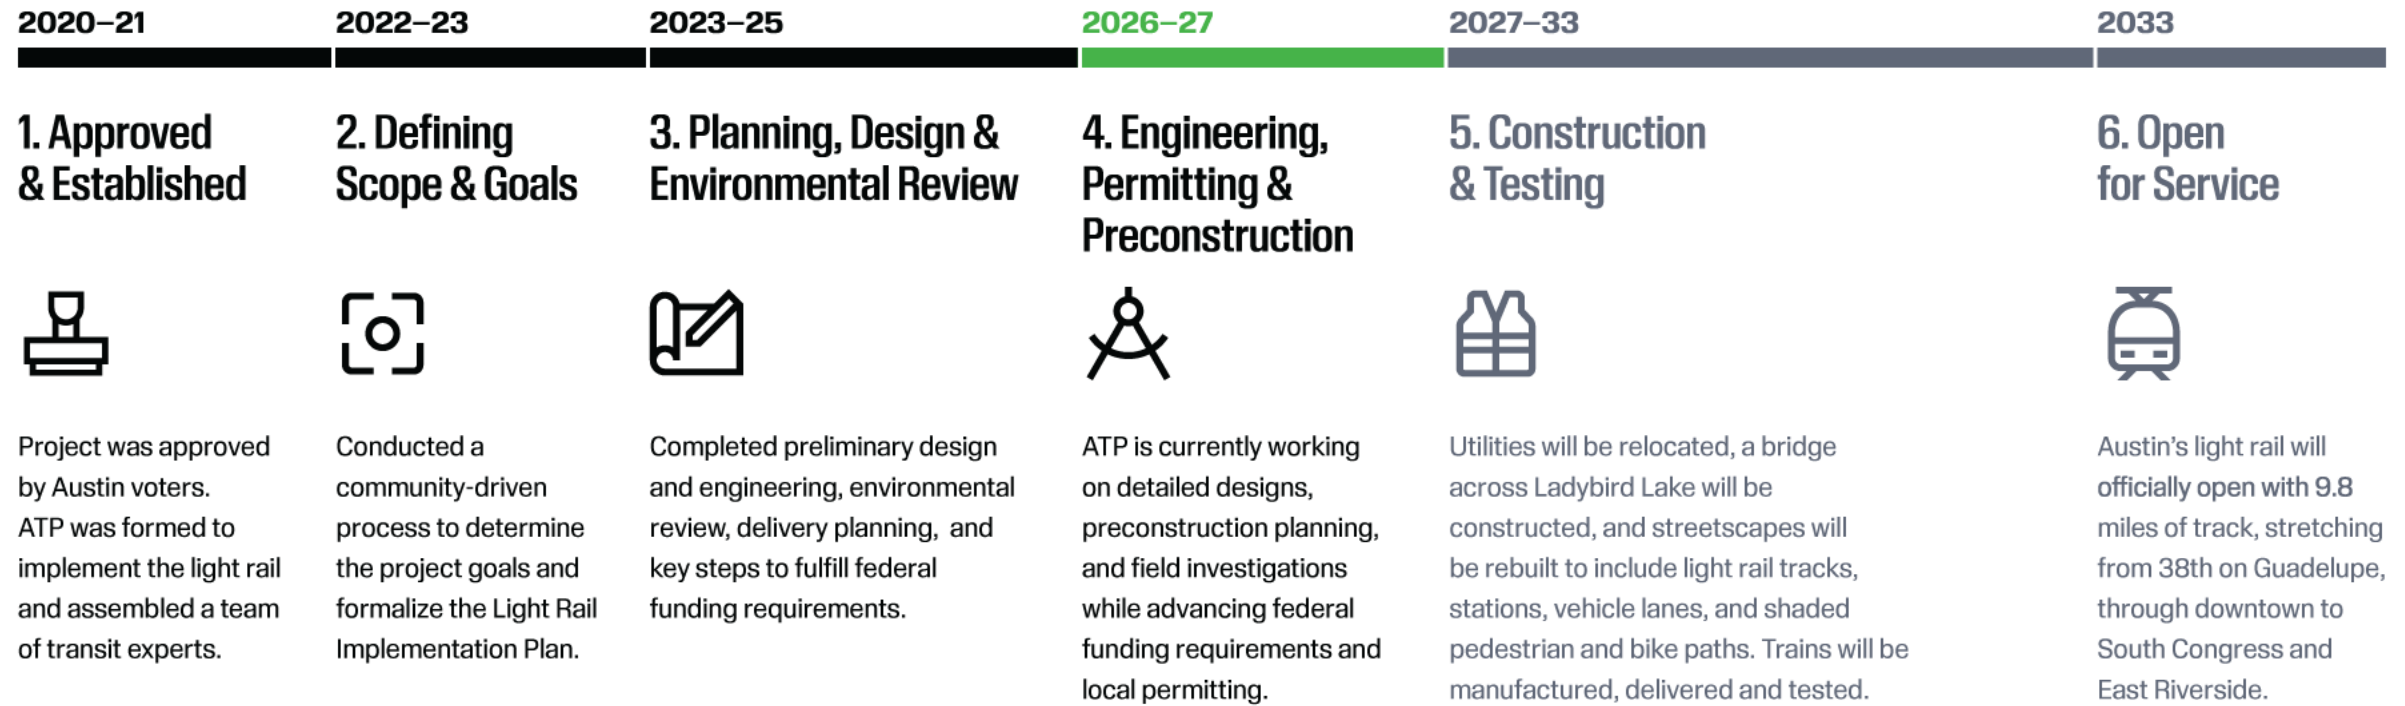 2020–21
1. Approved
& Established
Project was approved
by Austin voters.
ATP was formed to
implement the light rail
and assembled a team
of transit experts.
2022–23
2. Defining
Scope & Goals
Conducted a
community-driven
process to determine
the project goals and
formalize the Light Rail
Implementation Plan.
2023–25
3. Planning, Design &
Environmental Review
Completed preliminary design
and engineering, environmental
review, delivery planning,  and
key steps to fulfill federal
funding requirements.
2026–27
4. Engineering,
Permitting &
Preconstruction
ATP is currently working
on detailed designs,
preconstruction planning,
and field investigations
while advancing federal
funding requirements and
local permitting.
2027–33
5. Construction
& Testing
Utilities will be relocated, a bridge
across Ladybird Lake will be
constructed, and streetscapes will
be rebuilt to include light rail tracks,
stations, vehicle lanes, and shaded
pedestrian and bike paths. Trains will be
manufactured, delivered and tested.
2033
6. Open
for Service
Austin’s light rail will
officially open with 9.8
miles of track, stretching
from 38th on Guadelupe,
through downtown to
South Congress and
East Riverside.